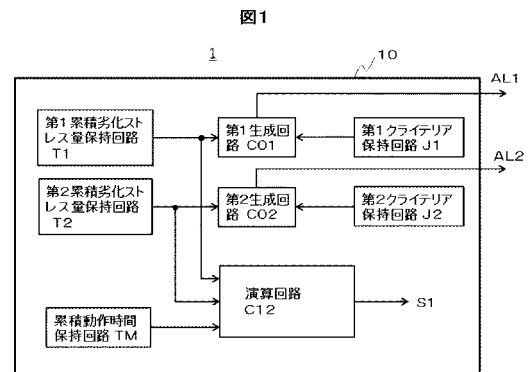 図1
1
10
AL1
第1累積劣化スト
レス量保持回路
T1
第1生成回
路 CO1
第1クライテリア
保持回路 J1
AL2
第2累積劣化スト
レス量保持回路
T2
第2生成回
路 CO2
第2クライテリア
保持回路 J2
演算回路
C12
S1
累積動作時間
保持回路 TM